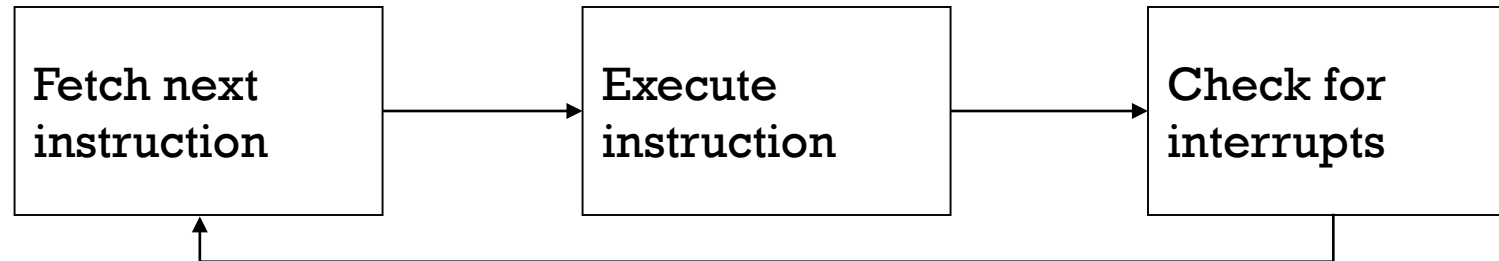 Fetch next
instruction
Execute
instruction
Check for
interrupts